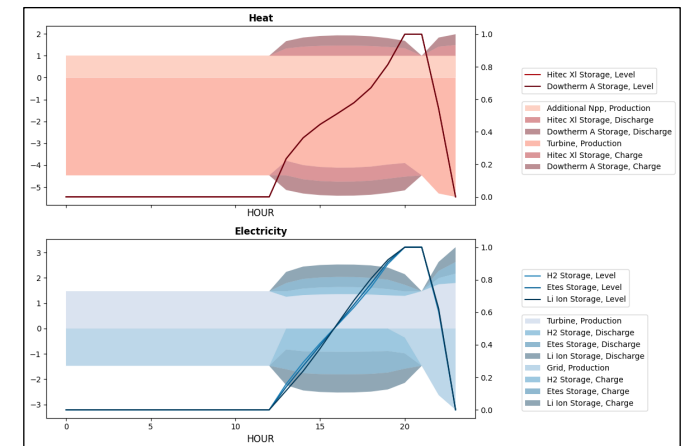 Heat
2
1
0
−1
−2
−3
−4
−5
1.0
0.8
0.6
0.4
0.2
0.0
HOUR
Hitec Xl Storage, Level
Dowtherm A Storage, Level
Additional Npp, Production
Hitec Xl Storage, Discharge
Dowtherm A Storage, Discharge
Turbine, Production
Hitec Xl Storage, Charge
Dowtherm A Storage, Charge
Electricity
3
2
1
0
−1
−2
−3
1.0
0.8
0.6
0.4
0.2
0.0
0 5 10 15 20
HOUR
H2 Storage, Level
Etes Storage, Level
Li Ion Storage, Level
Turbine, Production
H2 Storage, Discharge
Etes Storage, Discharge
Li Ion Storage, Discharge
Grid, Production
H2 Storage, Charge
Etes Storage, Charge
Li Ion Storage, Charge